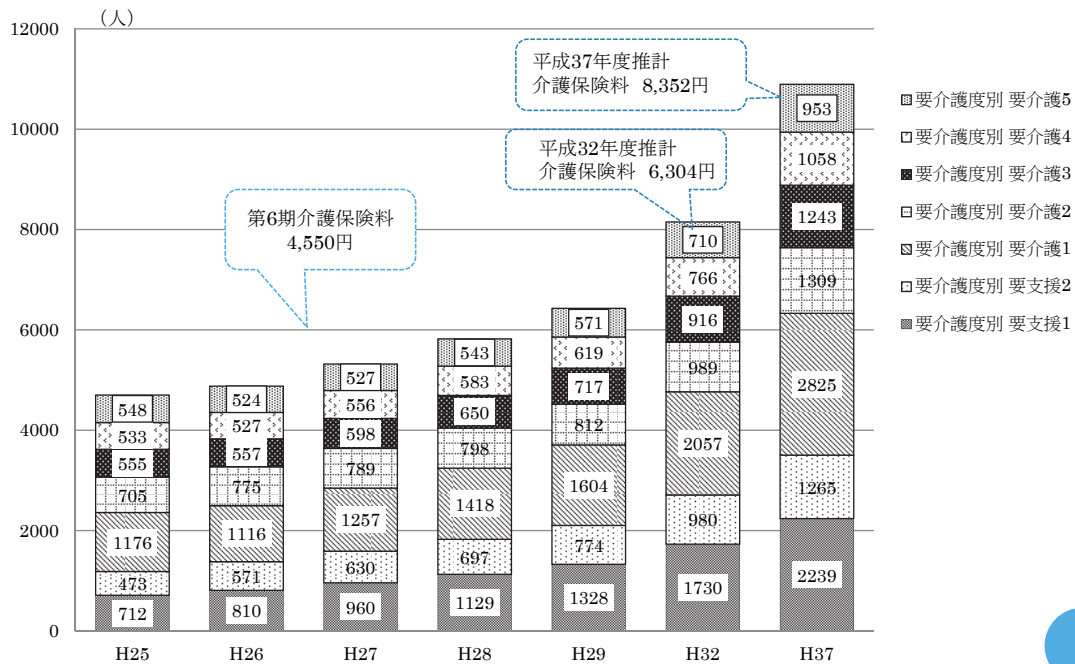 （人）
12000
10000
8000
6000
4000
2000
0
平成37年度推計
介護保険料 8,352円
平成32年度推計
介護保険料 6,304円
第6期介護保険料
4,550円
548
533
555
705
1176
473
712
524
527
557
775
1116
571
810
527
556
598
789
1257
630
960
543
583
650
798
1418
697
1129
571
619
717
812
1604
774
1328
710
766
916
989
2057
980
1730
953
1058
1243
1309
2825
1265
2239
H25
H26
H27
H28
H29
H32
H37
要介護度別 要介護5
要介護度別 要介護4
要介護度別 要介護3
要介護度別 要介護2
要介護度別 要介護1
要介護度別 要支援2
要介護度別 要支援1